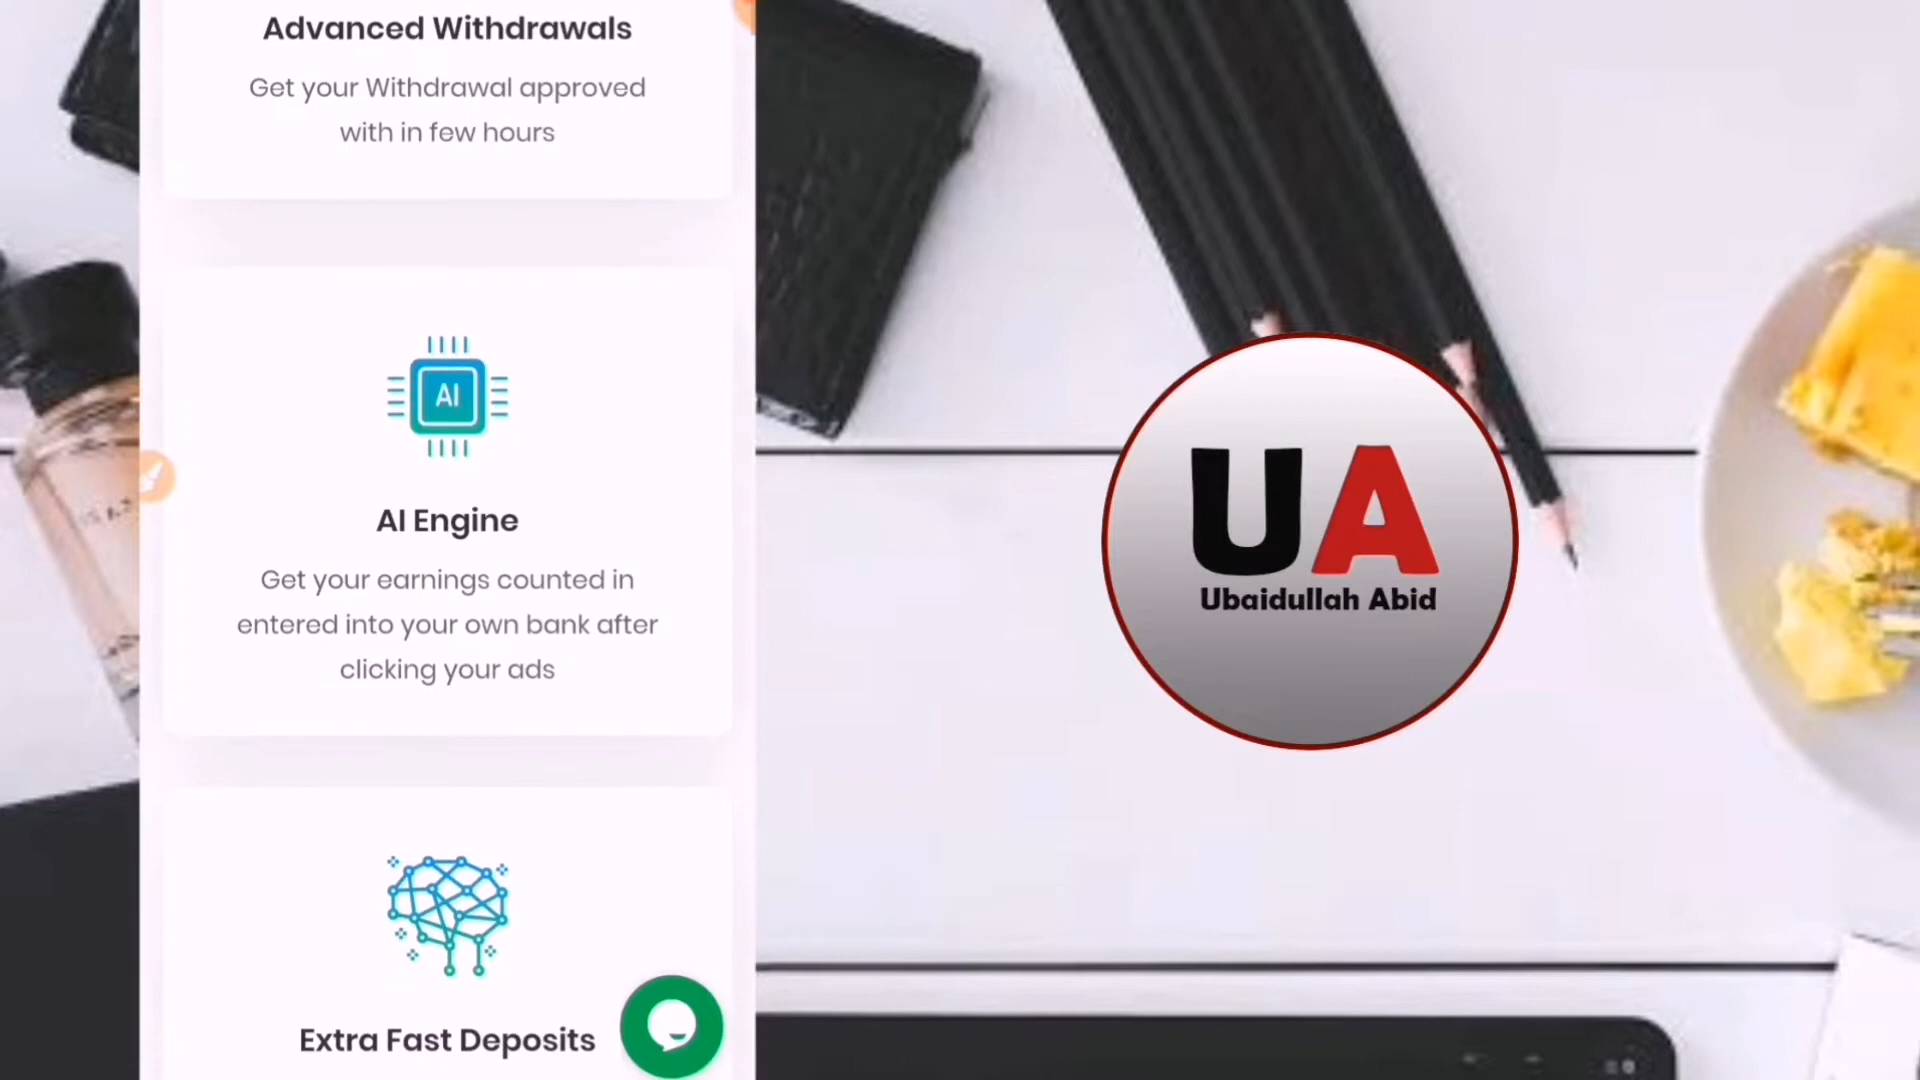 Advanced Withdrawals
Get your Withdrawal approved
with in few hours
AI
AI Engine
Get your earnings counted in
entered into your own bank after
clicking your ads
Extra Fast Deposits
UA
Ubaidullah Abid